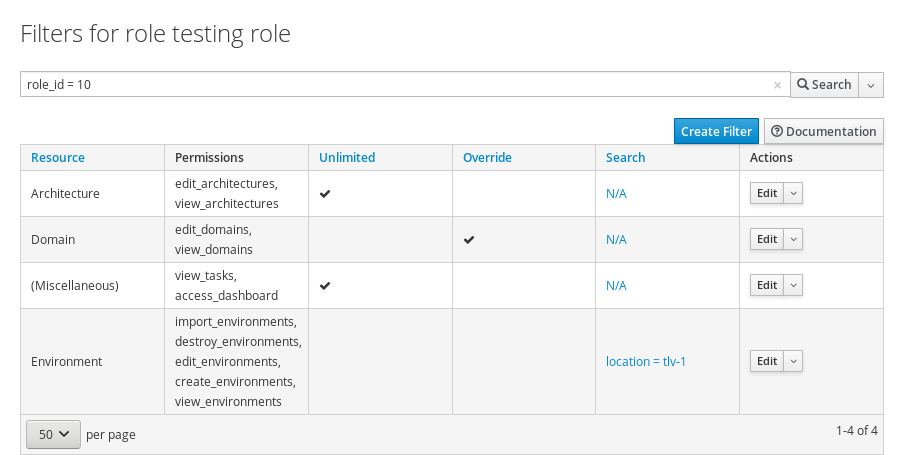 Filters for role testing role
role_id = 10
Search
Create Filter
Documentation
Resource Permissions Unlimited Override Search Actions
Architecture
edit_architectures,
view_architectures
N/A
Edit
Domain
edit_domains,
view_domains
N/A
Edit
(Miscellaneous)
view_tasks,
access_dashboard
N/A
Edit
Environment
import_environments,
destroy_environments,
edit_environments,
create_environments,
view_environments
location = tlv-1
Edit
50 per page
1-4 of 4